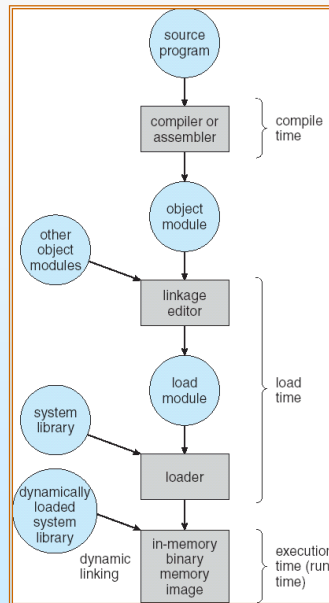 source
program
compiler or
assembler
compile
time
object
module
other
object
modules
linkage
editor
load
module
load
time
system
library
loader
dynamically
loaded
system
library
dynamic
linking
in-memory
binary
memory
image
execution
time (run
time)